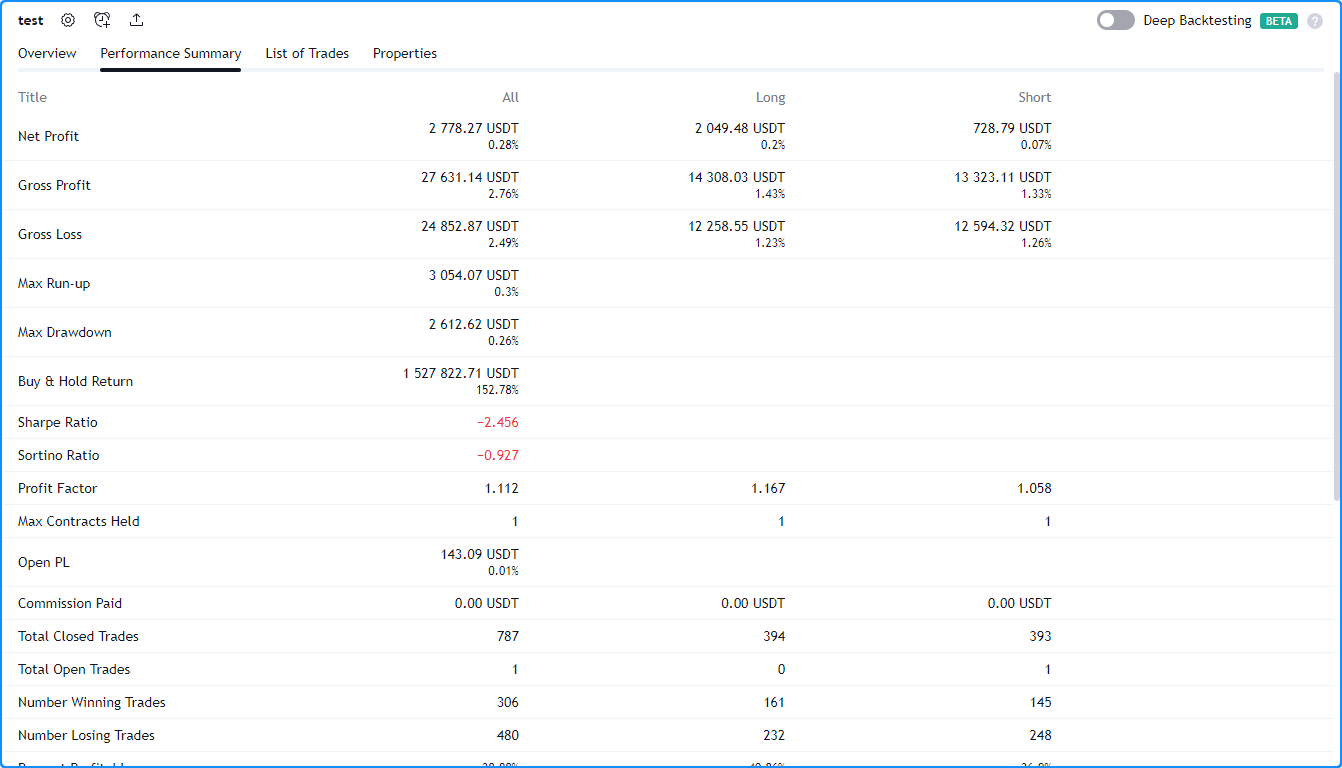 test Deep Backtesting BETA ?
Overview Performance Summary List of Trades Properties
Title All Long Short
Net Profit 2 778.27 USDT 2 049.48 USDT 728.79 USDT
0.28% 0.2% 0.07%
Gross Profit 27 631.14 USDT 14 308.03 USDT 13 323.11 USDT
2.76% 1.43% 1.33%
Gross Loss 24 852.87 USDT 12 258.55 USDT 12 594.32 USDT
2.49% 1.23% 1.26%
Max Run-up 3 054.07 USDT
0.3%
Max Drawdown 2 612.62 USDT
0.26%
Buy & Hold Return 1 527 822.71 USDT
152.78%
Sharpe Ratio −2.456
Sortino Ratio −0.927
Profit Factor 1.112 1.167 1.058
Max Contracts Held 1 1 1
Open PL 143.09 USDT
0.01%
Commission Paid 0.00 USDT 0.00 USDT 0.00 USDT
Total Closed Trades 787 394 393
Total Open Trades 1 0 1
Number Winning Trades 306 161 145
Number Losing Trades 480 232 248